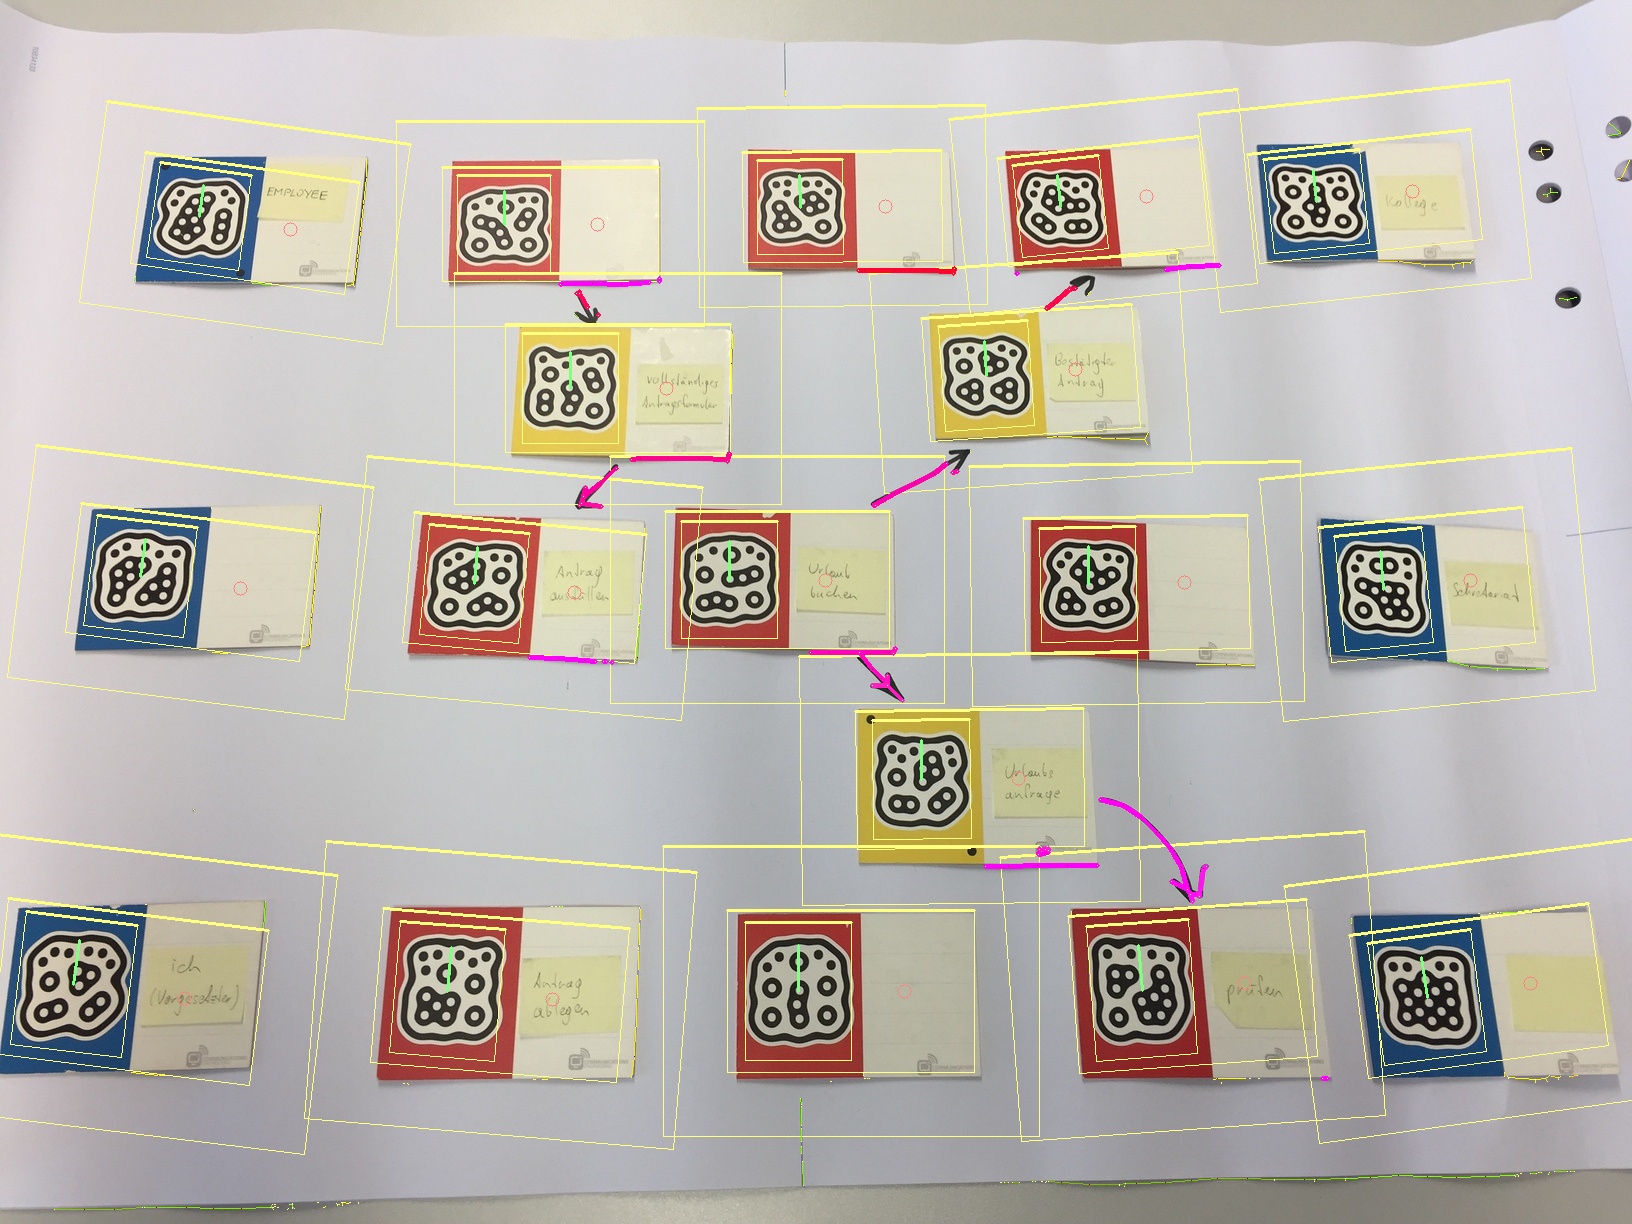 EMPLOYEE
Kollege
vollständiges
Antragsformular
Bestätigter
Antrag
Antrag
ausfüllen
Urlaub
buchen
Sekretariat
Urlaubs
anfrage
ich
(Vorgesetzter)
Antrag
ablegen
prüfen